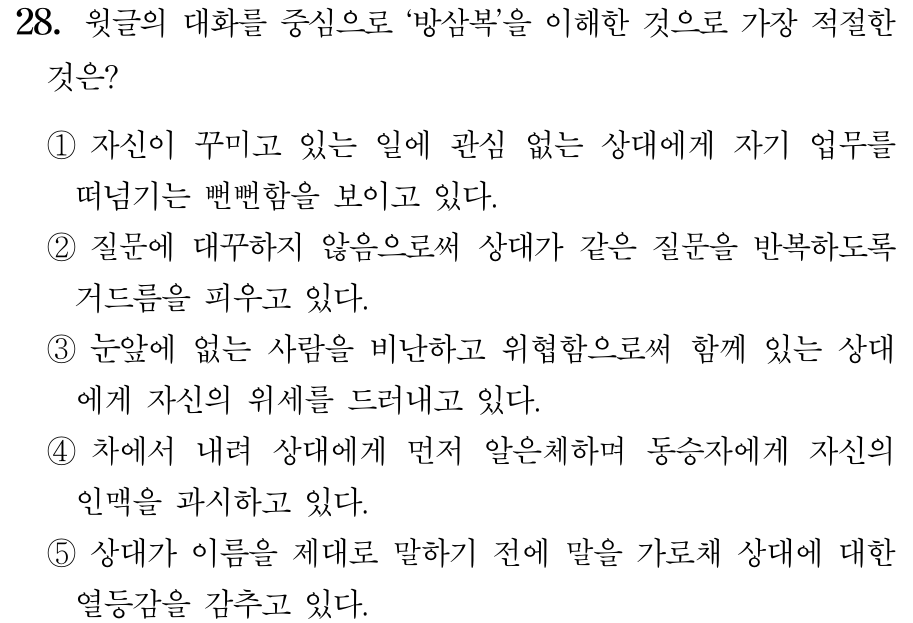 28. 윗글의 대화를 중심으로 ‘방삼복’을 이해한 것으로 가장 적절한
것은?
① 자신이 꾸미고 있는 일에 관심 없는 상대에게 자기 업무를
떠넘기는 뻔뻔함을 보이고 있다.
② 질문에 대꾸하지 않음으로써 상대가 같은 질문을 반복하도록
거드름을 피우고 있다.
③ 눈앞에 없는 사람을 비난하고 위협함으로써 함께 있는 상대
에게 자신의 위세를 드러내고 있다.
④ 차에서 내려 상대에게 먼저 알은체하며 동승자에게 자신의
인맥을 과시하고 있다.
⑤ 상대가 이름을 제대로 말하기 전에 말을 가로채 상대에 대한
열등감을 감추고 있다.